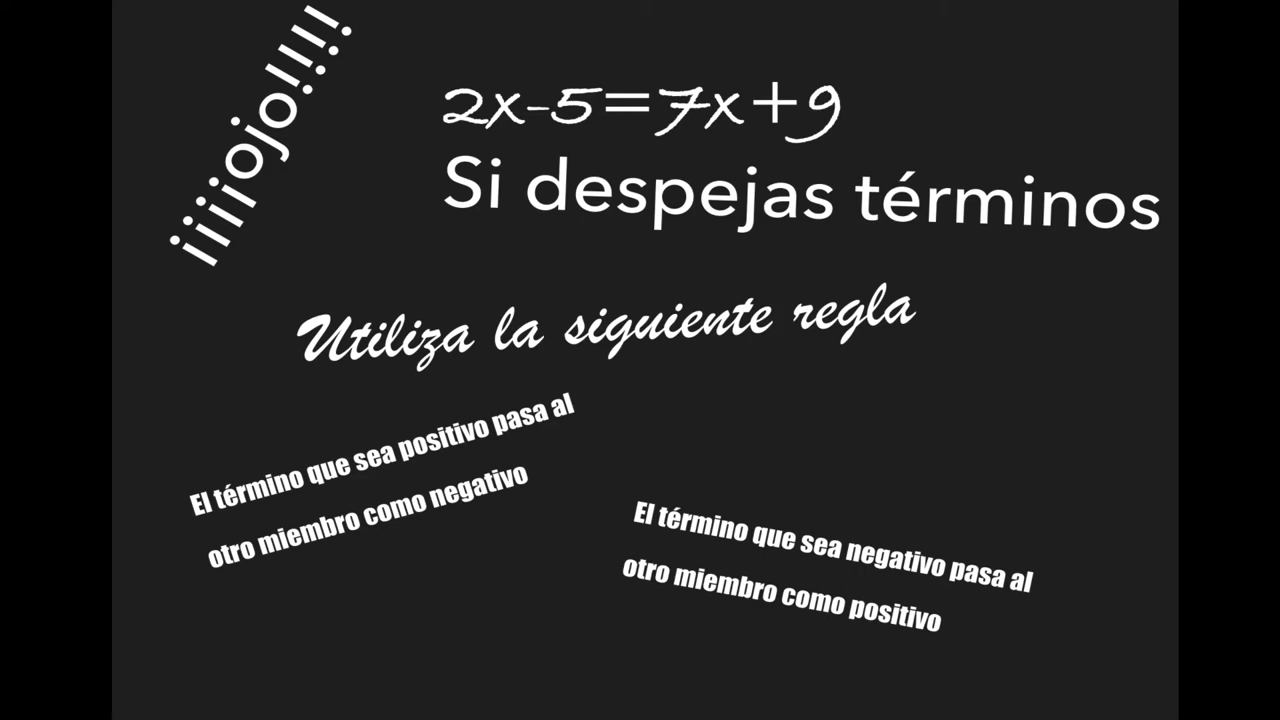 ¡¡¡ojo!!!!
2x-5=7x+9
Si despejas términos
Utiliza la siguiente regla
El término que sea positivo pasa al
otro miembro como negativo
El término que sea negativo pasa al
otro miembro como positivo